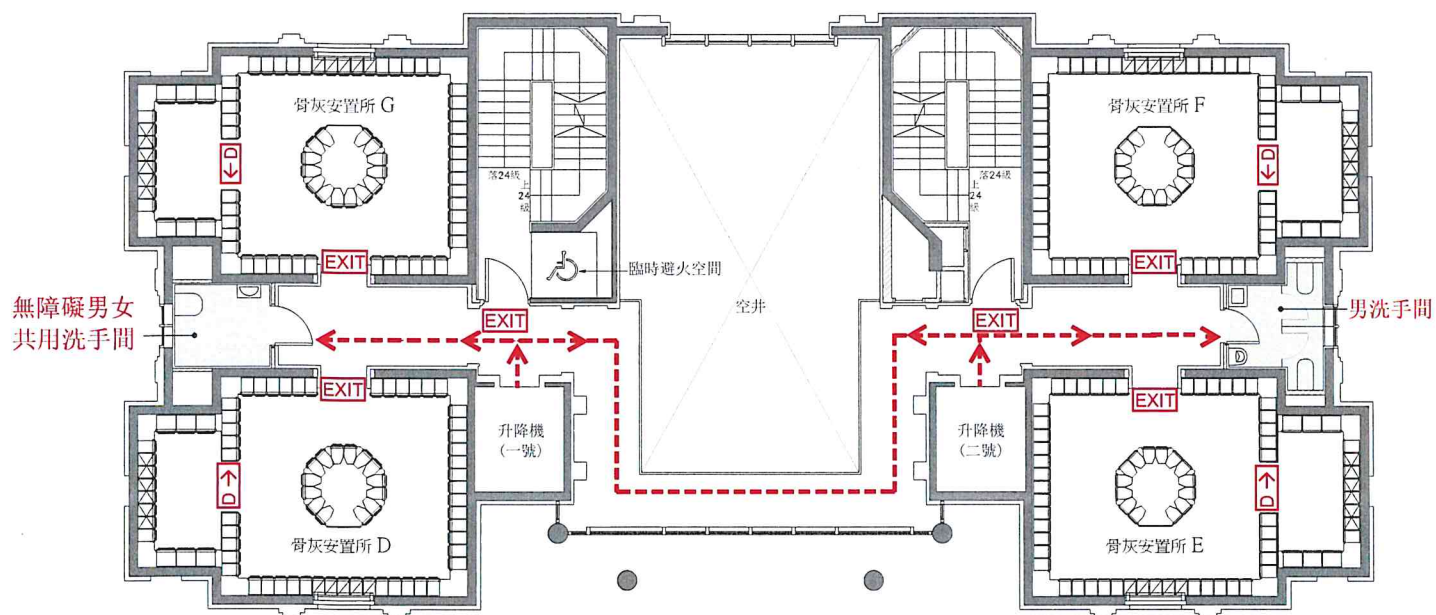 骨灰安置所 G
骨灰安置所 F
D
D
落24級
上
24
級
落24級
上
24
級
EXIT
EXIT
臨時避火空間
空井
無障礙男女
共用洗手間
EXIT
EXIT
男洗手間
EXIT
EXIT
升降機
(一號)
升降機
(二號)
D
D
骨灰安置所 D
骨灰安置所 E